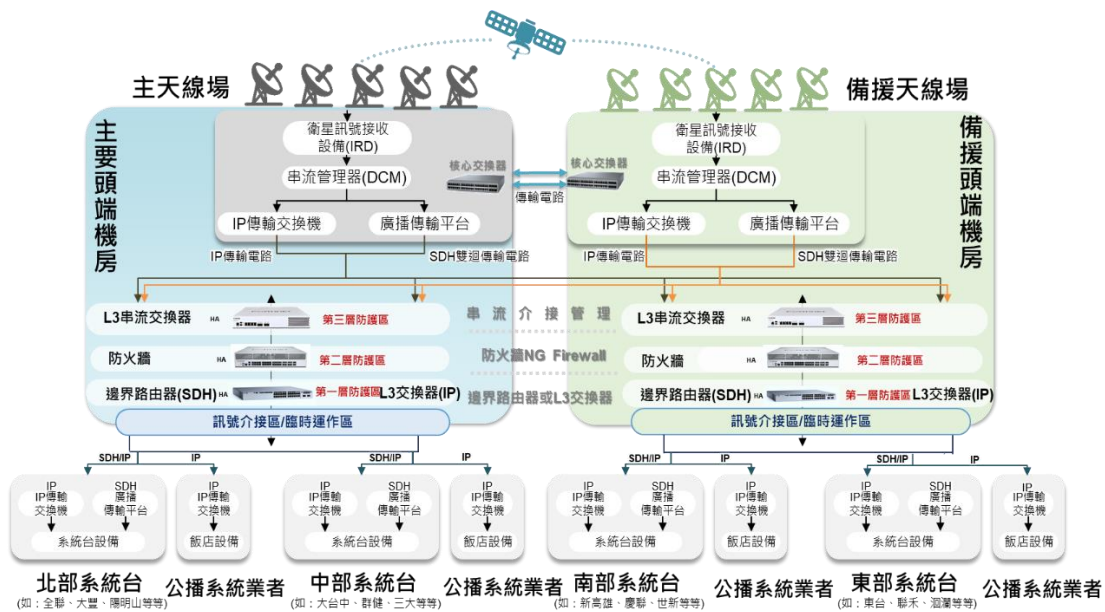 主天線場
備援天線場
主要頭端機房
備援頭端機房
衛星訊號接收
設備(IRD)
串流管理器(DCM)
核心交換器
IP傳輸交換機
廣播傳輸平台
IP傳輸電路
SDH雙迴傳輸電路
傳輸電路
核心交換器
衛星訊號接收
設備(IRD)
串流管理器(DCM)
IP傳輸交換機
廣播傳輸平台
IP傳輸電路
SDH雙迴傳輸電路
L3串流交換器
HA
第三層防護區
防火牆
HA
第二層防護區
邊界路由器(SDH)
HA
第一層防護區
L3交換器(IP)
訊號介接區/臨時運作區
串流介接管理
防火牆NG Firewall
邊界路由器或L3交換器
L3串流交換器
HA
第三層防護區
防火牆
HA
第二層防護區
邊界路由器(SDH)
HA
第一層防護區
L3交換器(IP)
訊號介接區/臨時運作區
SDH/IP
IP
SDH/IP
IP
SDH/IP
IP
SDH/IP
IP
IP
IP傳輸
交換機
SDH
廣播
傳輸平台
系統台設備
北部系統台
(如：全聯、大豐、陽明山等等)
IP
IP傳輸
交換機
飯店設備
公播系統業者
IP
IP傳輸
交換機
SDH
廣播
傳輸平台
系統台設備
中部系統台
(如：大台中、群健、三大等等)
IP
IP傳輸
交換機
飯店設備
公播系統業者
IP
IP傳輸
交換機
SDH
廣播
傳輸平台
系統台設備
南部系統台
(如：新高雄、慶聯、世新等等)
IP
IP傳輸
交換機
飯店設備
公播系統業者
IP
IP傳輸
交換機
SDH
廣播
傳輸平台
系統台設備
東部系統台
(如：東台、聯禾、洄瀾等等)
IP
IP傳輸
交換機
飯店設備
公播系統業者